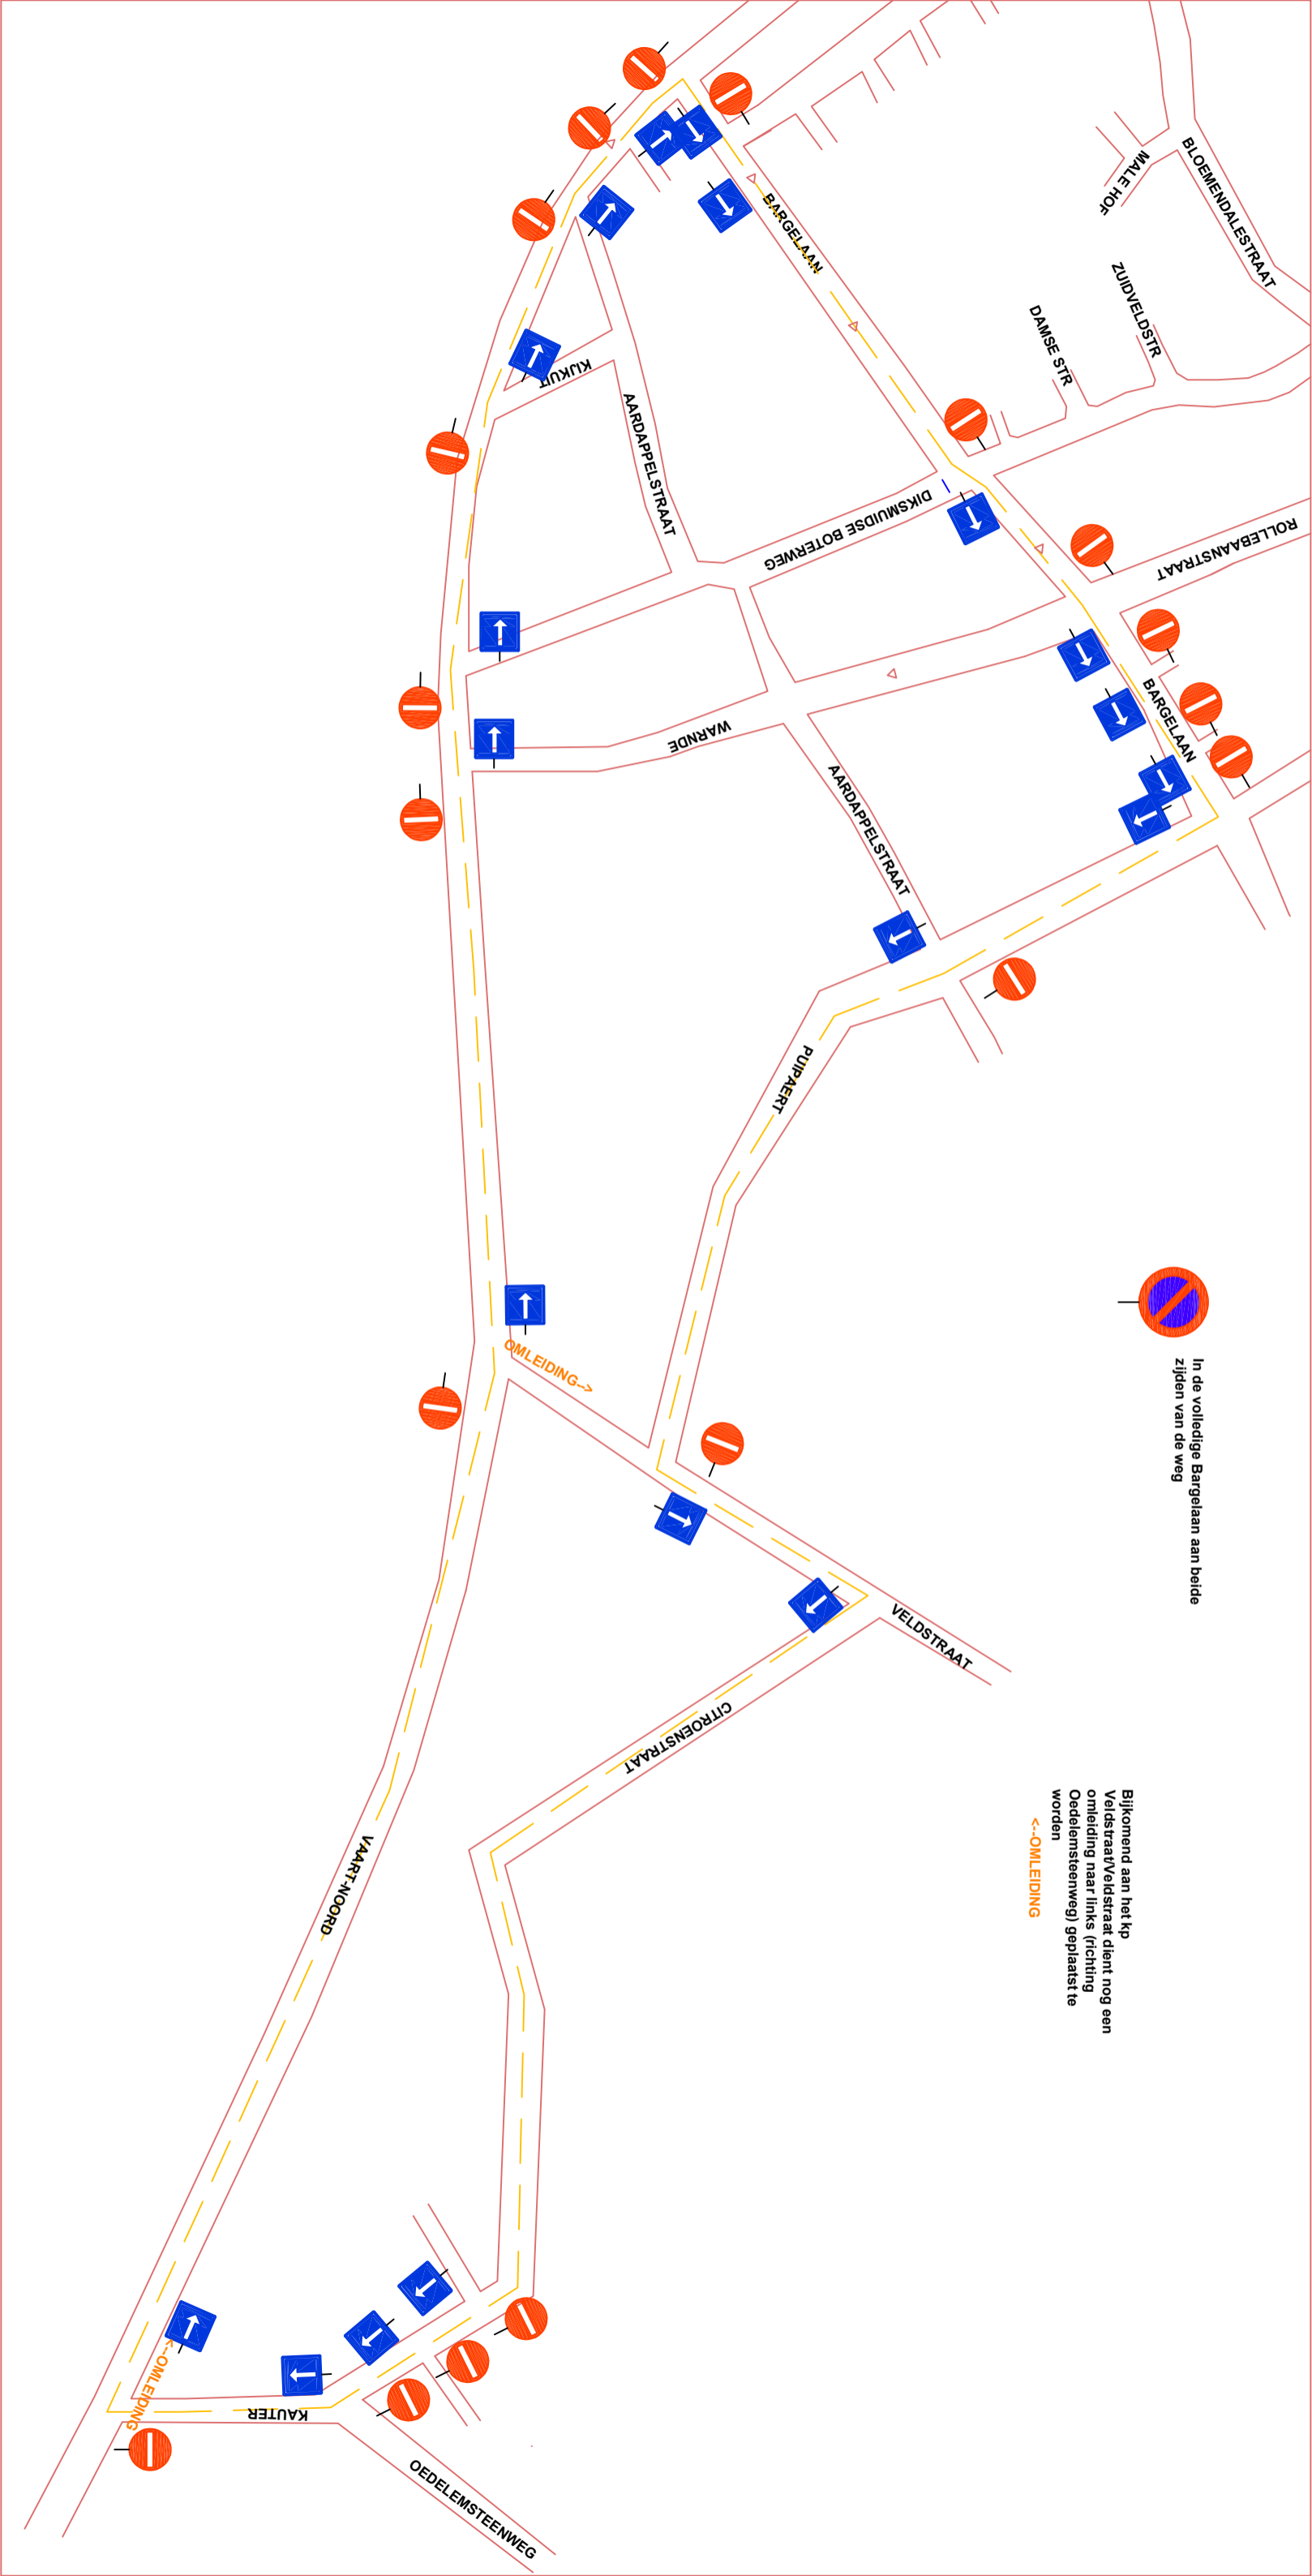 BLOEMENDALESTRAAT
MALE HOF
ZUIDVELDSTR
DAMSE STR
BARGELAAN
KIJKUIT
AARDAPPELSTRAAT
DIKSMUIDSE BOTERWEG
ROLLEBAANSTRAAT
BARGELAAN
WARNDE
AARDAPPELSTRAAT
PUIPAERT
OMLEIDING-->
In de volledige Bargelaan aan beide
zijden van de weg
VELDSTRAAT
CITROENSTRAAT
Bijkomend aan het kp
Veldstraat/Veldstraat dient nog een
omleiding naar links (richting
Oedelemsteenweg) geplaatst te
worden
<--OMLEIDING
VAART-NOORD
<--OMLEIDING
KAUTER
OEDELEMSTEENWEG